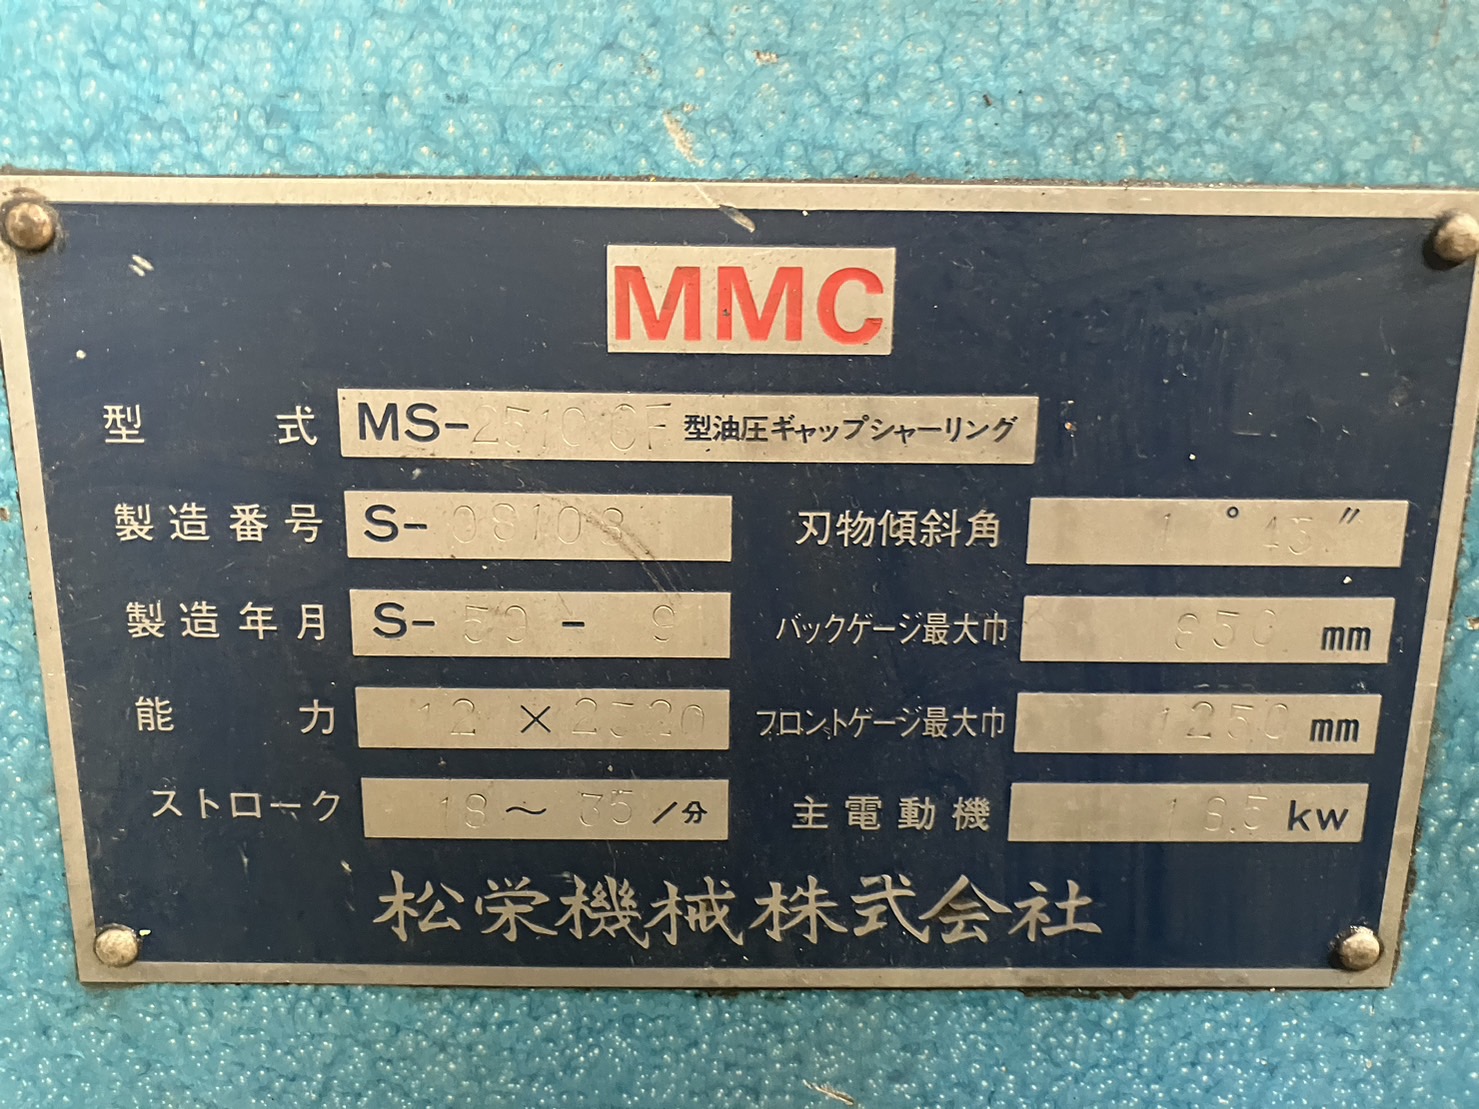 MMC
型式 MS-2510 CF 型油圧ギャップシャーリング
製造番号 S-08108
刃物傾斜角 1° 45″
製造年月 S-50-9
バックゲージ最大巾 850 mm
能力 12×2520
フロントゲージ最大巾 1250 mm
ストローク 18～35/分
主電動機 18.5 kw
松栄機械株式会社